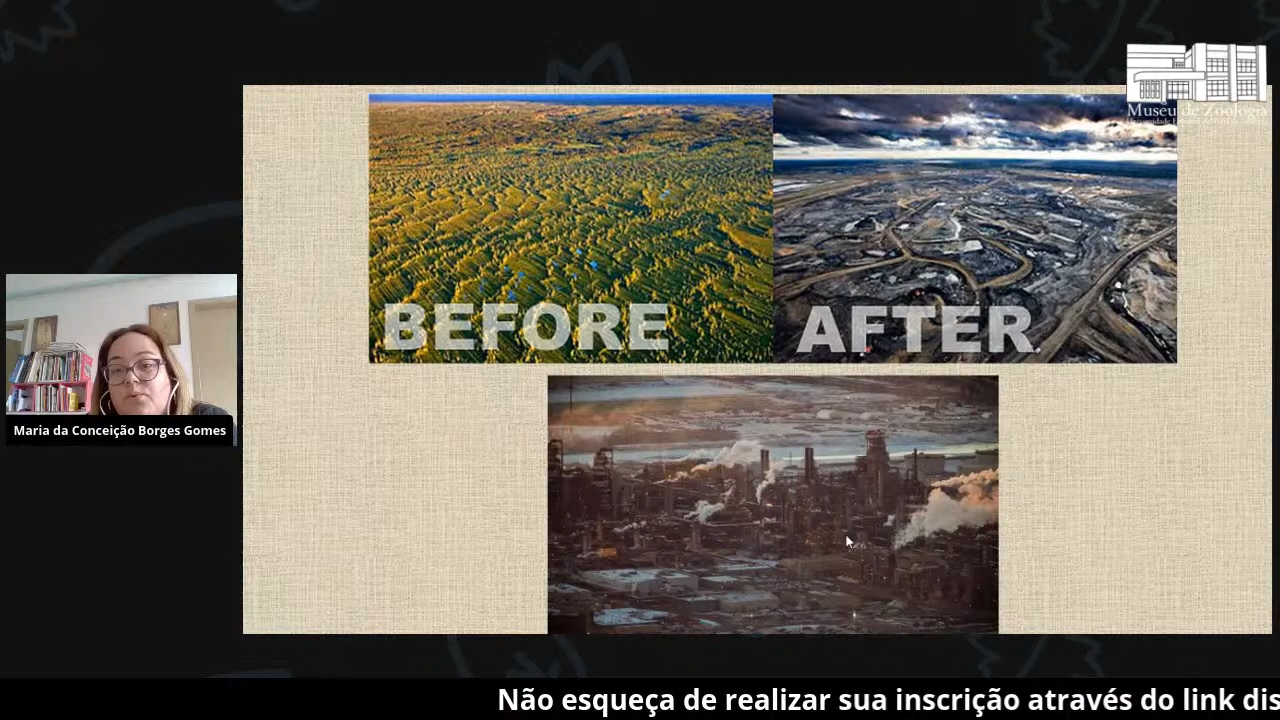 Museu de Zoologia
BEFORE
AFTER
Maria da Conceição Borges Gomes
Não esqueça de realizar sua inscrição através do link dis